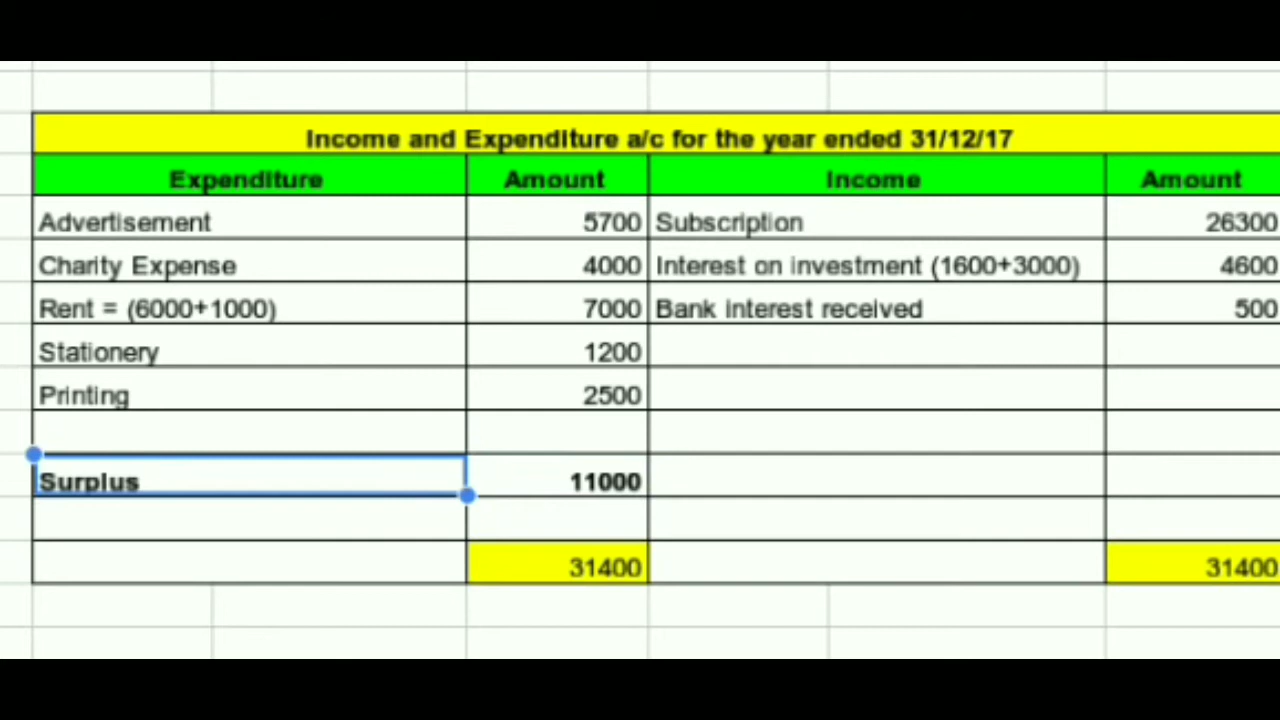 Income and Expenditure a/c for the year ended 31/12/17
Expenditure Amount Income Amount
Advertisement 5700 Subscription 26300
Charity Expense 4000 Interest on investment (1600+3000) 4600
Rent = (6000+1000) 7000 Bank interest received 500
Stationery 1200
Printing 2500
Surplus 11000
31400 31400